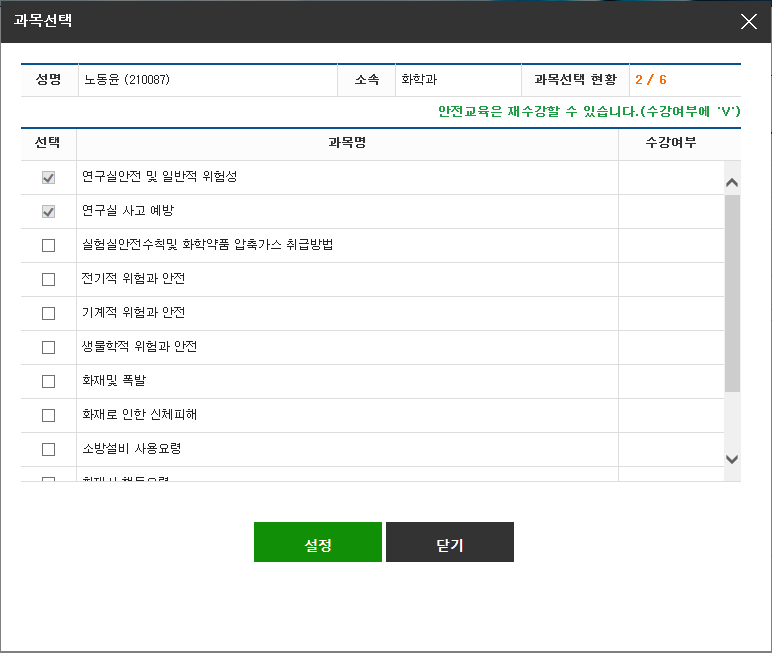 과목선택
성명 노동윤 (210087) 소속 화학과 과목선택 현황 2 / 6
안전교육은 재수강할 수 있습니다.(수강여부에 'V')
선택 과목명 수강여부
연구실안전 및 일반적 위험성
연구실 사고 예방
실험실안전수칙및 화학약품 압축가스 취급방법
전기적 위험과 안전
기계적 위험과 안전
생물학적 위험과 안전
화재및 폭발
화재로 인한 신체피해
소방설비 사용요령
설정 닫기